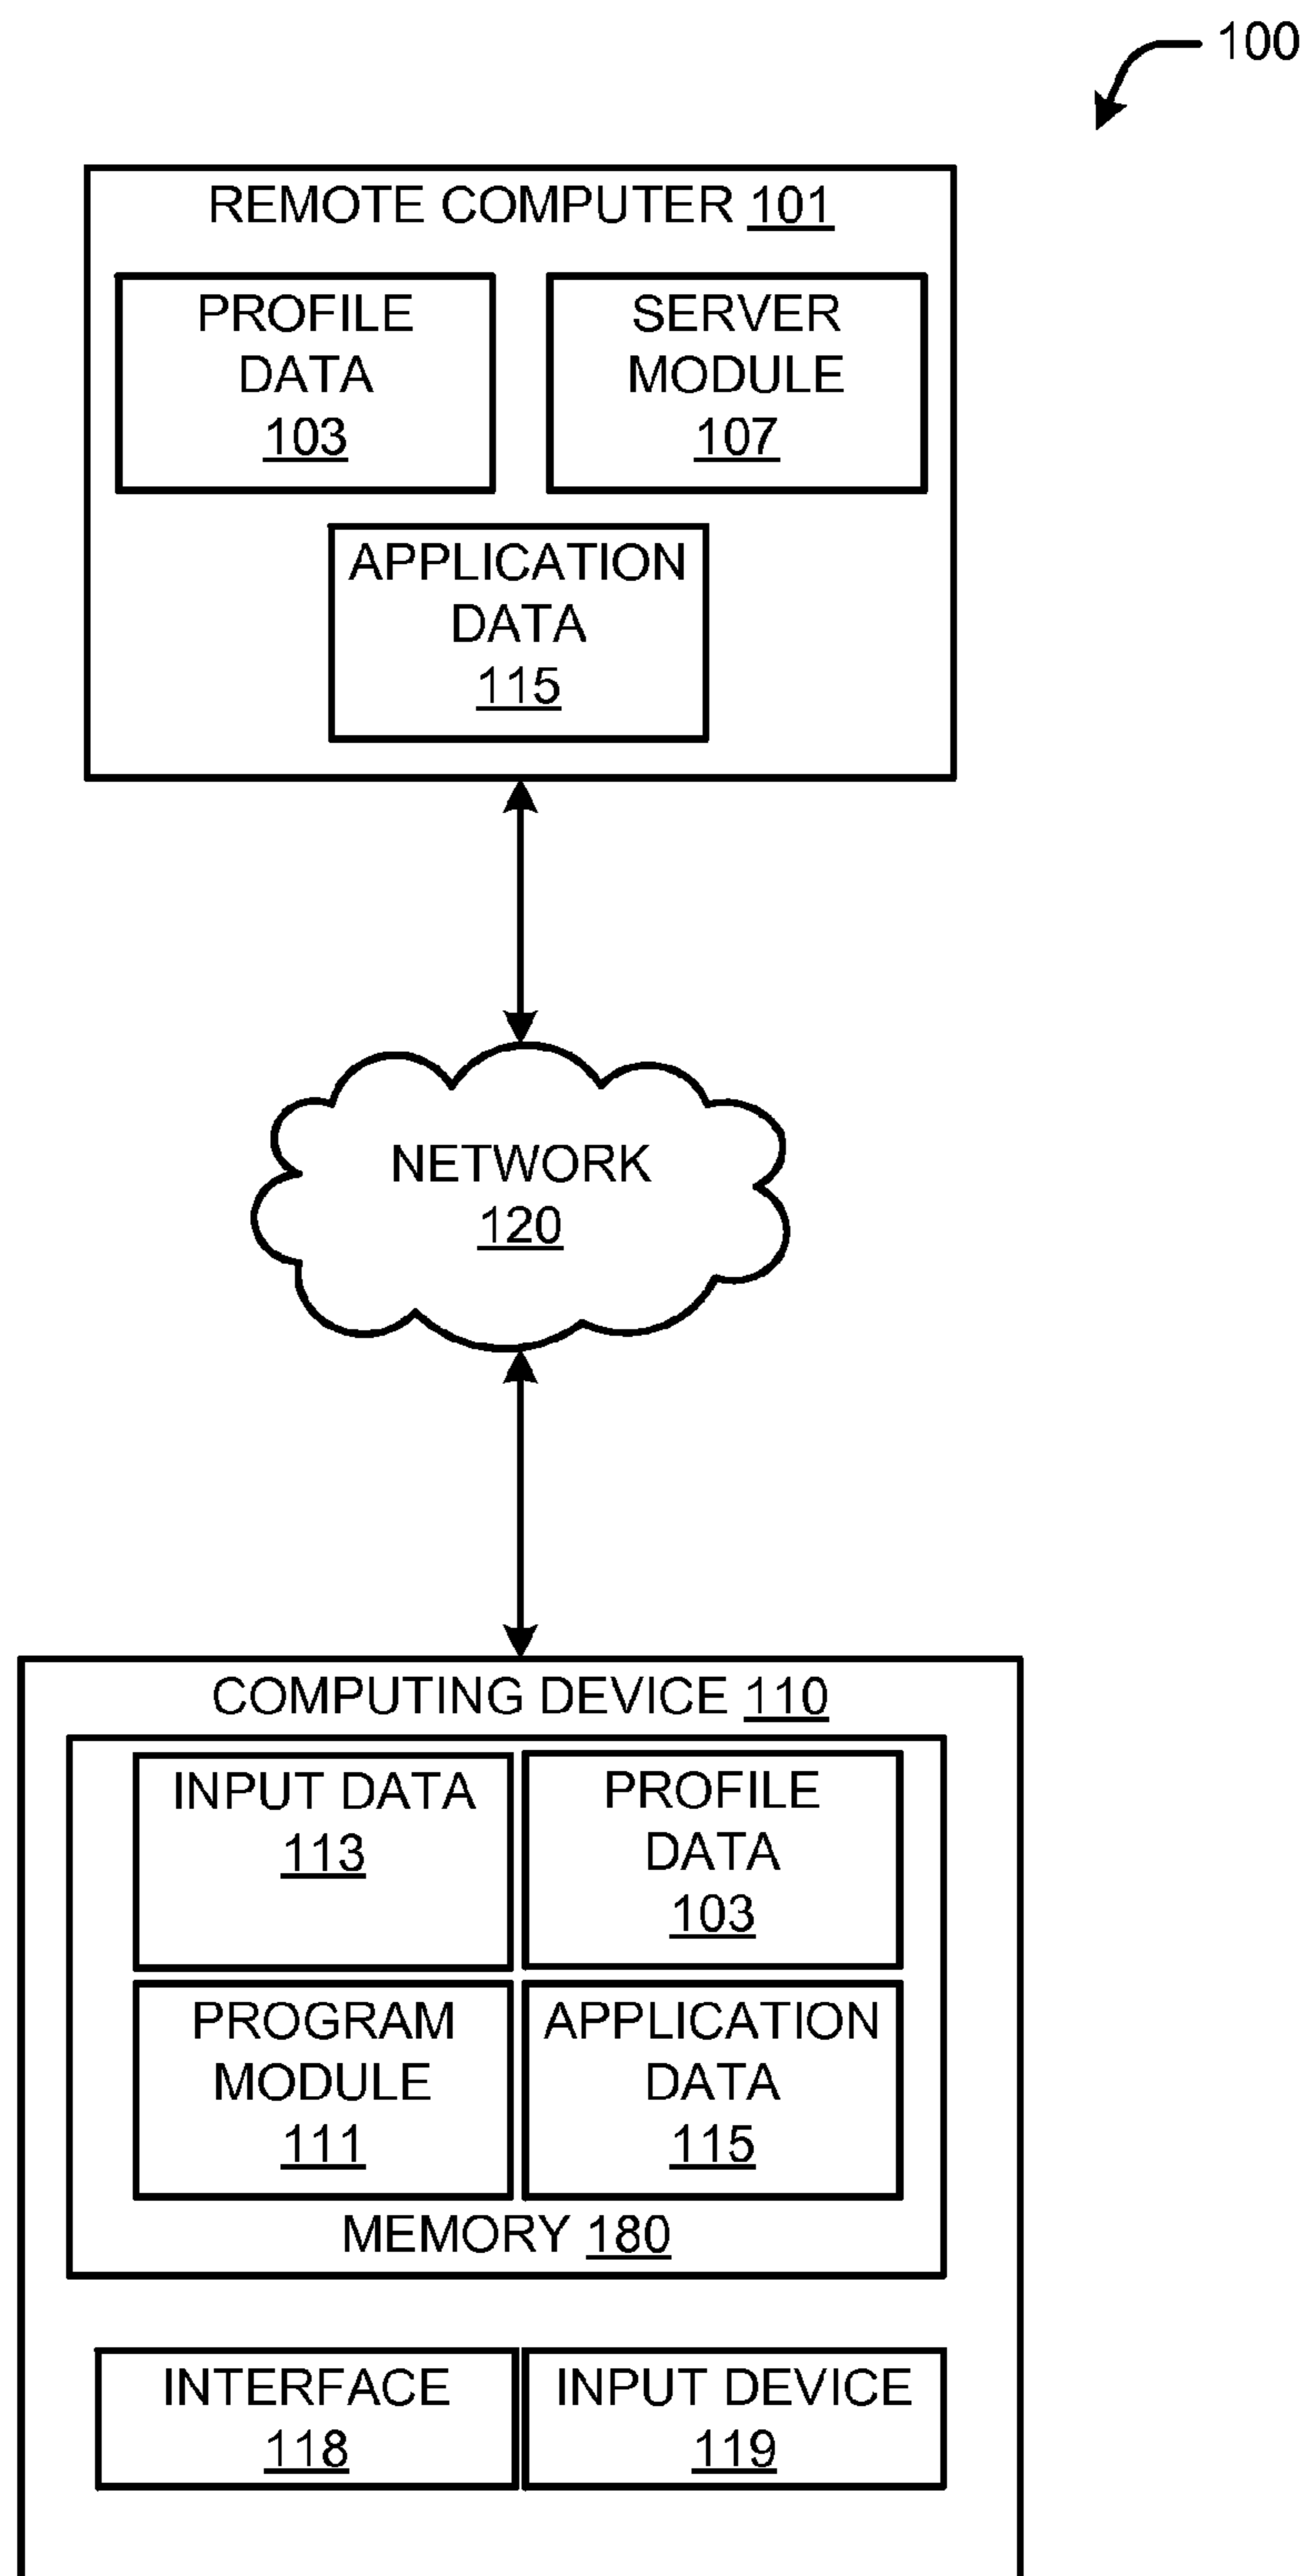 100
REMOTE COMPUTER 101
PROFILE
DATA
103
SERVER
MODULE
107
APPLICATION
DATA
115
NETWORK
120
COMPUTING DEVICE 110
INPUT DATA
113
PROFILE
DATA
103
PROGRAM
MODULE
111
APPLICATION
DATA
115
MEMORY 180
INTERFACE
118
INPUT DEVICE
119